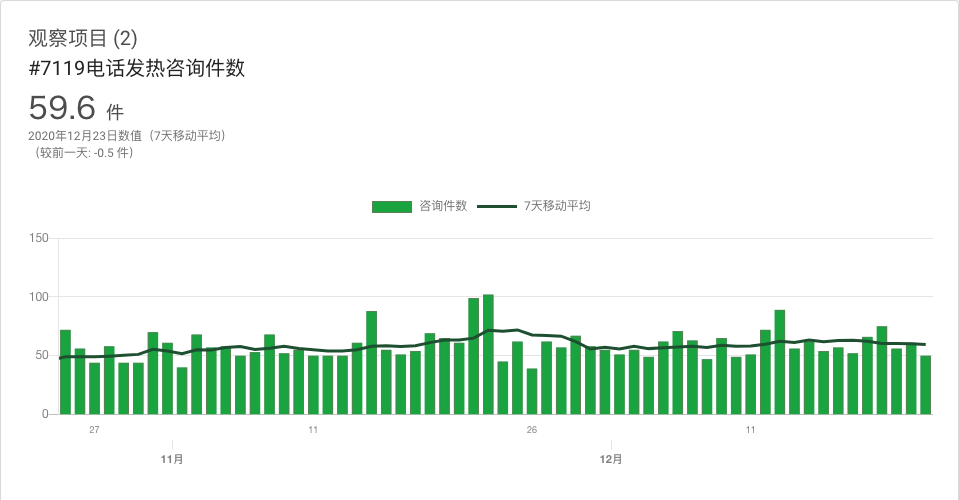 观察项目 (2)
#7119电话发热咨询件数
59.6 件
2020年12月23日数值（7天移动平均）
（较前一天: -0.5 件）
咨询件数 7天移动平均
150
100
50
0
27 11 26 11
11月 12月